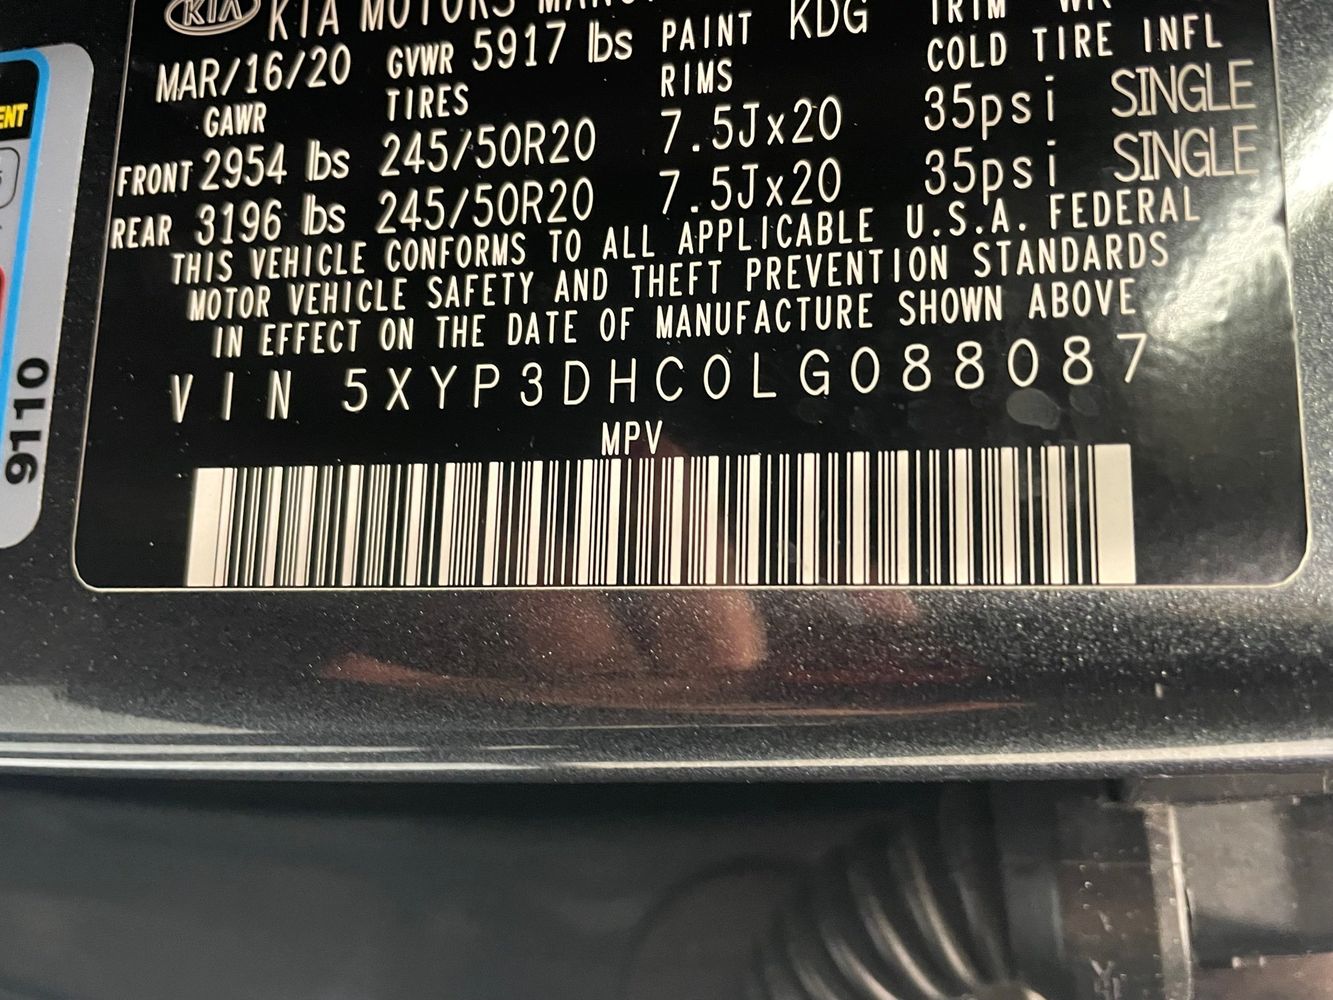 KIA KIA MOTORS
MAR/16/20 GVWR 5917 lbs PAINT KDG TRIM
GAWR TIRES RIMS COLD TIRE INFL
FRONT 2954 lbs 245/50R20 7.5Jx20 35psi SINGLE
REAR 3196 lbs 245/50R20 7.5Jx20 35psi SINGLE
THIS VEHICLE CONFORMS TO ALL APPLICABLE U.S.A. FEDERAL
MOTOR VEHICLE SAFETY AND THEFT PREVENTION STANDARDS
IN EFFECT ON THE DATE OF MANUFACTURE SHOWN ABOVE
VIN 5XYP3DHC0LG088087
MPV
9110